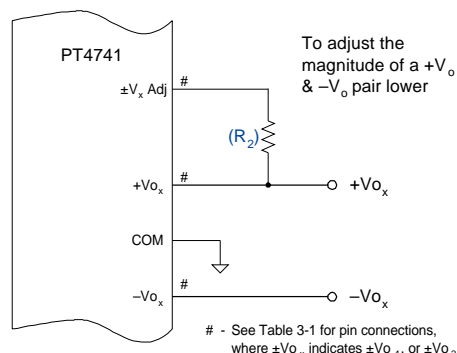 To adjust the
magnitude of a +Vo
& –Vo pair lower
PT4741
±Vx Adj
#
(R2)
+Vox
#
+Vox
COM
–Vox
#
–Vox
# - See Table 3-1 for pin connections,
where ±Vox indicates ±Vo1, or ±Vo2